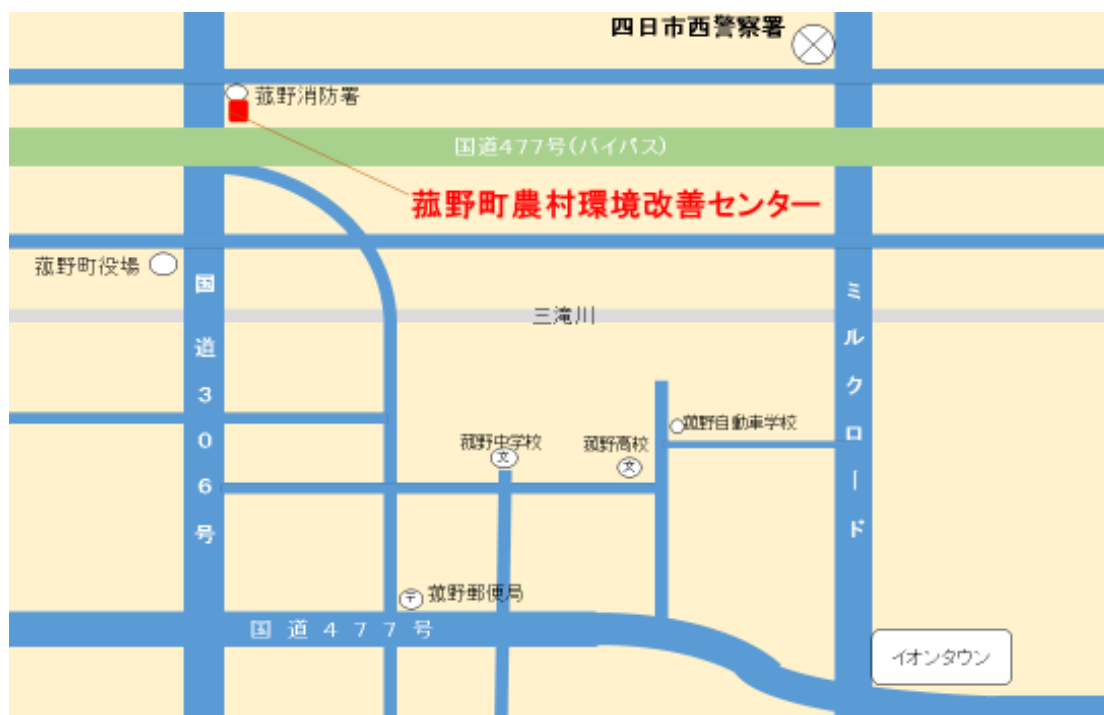 四日市西警察署
菰野消防署
国道477号(バイパス)
菰野町農村環境改善センター
菰野町役場
国道306号
三滝川
ミルクロード
菰野自動車学校
菰野中学校
文
菰野高校
文
〒
菰野郵便局
国道477号
イオンタウン